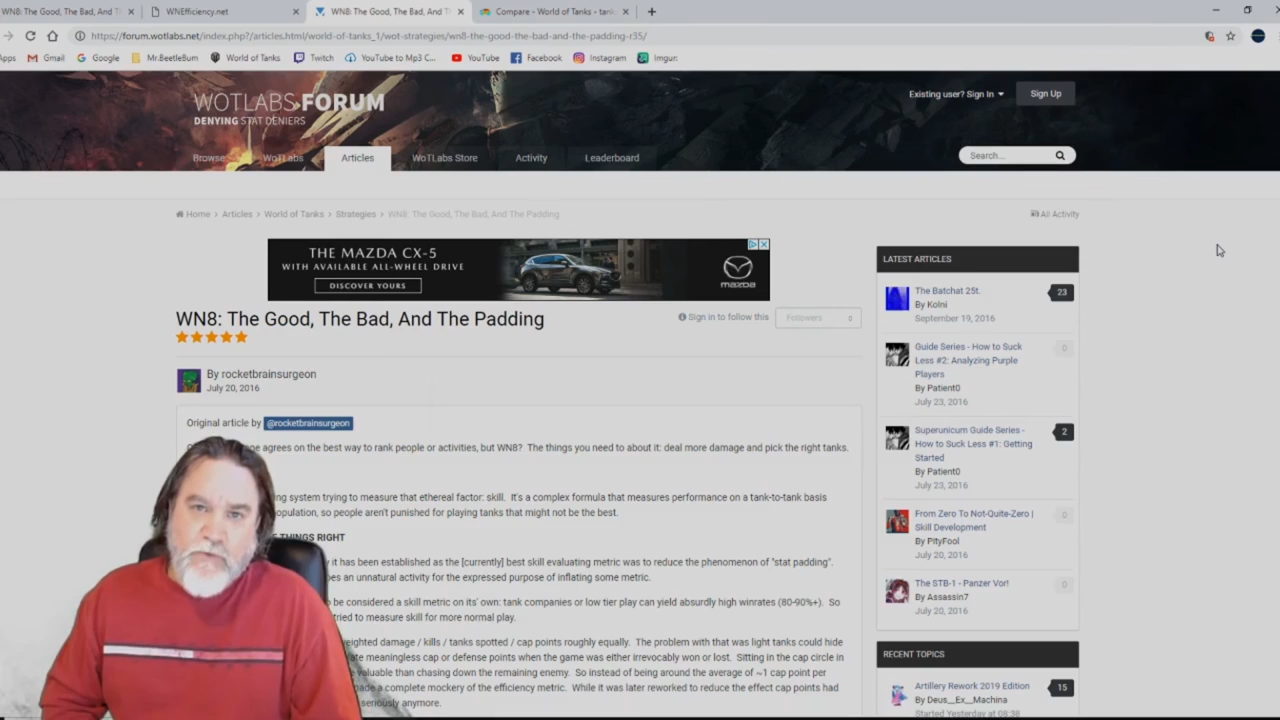 WN8: The Good, The Bad, And T
WNEfficiency.net
WN8: The Good, The Bad, And T
Compare - World of Tanks - tank
https://forum.wotlabs.net/index.php?/articles.html/world-of-tanks_1/wot-strategies/wn8-the-good-the-bad-and-the-padding-r35/
Apps Gmail Google Mr.BeetleBum World of Tanks Twitch YouTube to Mp3 C... YouTube Facebook Instagram Imgur
WOTLABS FORUM
DENYING STAT DENIERS
Existing user? Sign In Sign Up
Browse WoTLabs Articles WoTLabs Store Activity Leaderboard
Search...
Home > Articles > World of Tanks > Strategies > WN8: The Good, The Bad, And The Padding
All Activity
THE MAZDA CX-5
WITH AVAILABLE ALL-WHEEL DRIVE
DISCOVER YOURS
mazda
WN8: The Good, The Bad, And The Padding
Sign in to follow this Followers 0
By rocketbrainsurgeon
July 20, 2016
Original article by @rocketbrainsurgeon
agrees on the best way to rank people or activities, but WN8? The things you need to about it: deal more damage and pick the right tanks.
ing system trying to measure that ethereal factor: skill. It's a complex formula that measures performance on a tank-to-tank basis
opulation, so people aren't punished for playing tanks that might not be the best.
THINGS RIGHT
it has been established as the [currently] best skill evaluating metric was to reduce the phenomenon of "stat padding".
es an unnatural activity for the expressed purpose of inflating some metric.
be considered a skill metric on its' own: tank companies or low tier play can yield absurdly high winrates (80-90%+). So
tried to measure skill for more normal play.
weighted damage / kills / tanks spotted / cap points roughly equally. The problem with that was light tanks could hide
ate meaningless cap or defense points when the game was either irrevocably won or lost. Sitting in the cap circle in
valuable than chasing down the remaining enemy. So instead of being around the average of ~1 cap point per
ade a complete mockery of the efficiency metric. While it was later reworked to reduce the effect cap points had
seriously anymore.
LATEST ARTICLES
The Batchat 25t. 23
By Kolni
September 19, 2016
Guide Series - How to Suck 0
Less #2: Analyzing Purple
Players
By Patient0
July 23, 2016
Superunicum Guide Series - 2
How to Suck Less #1: Getting
Started
By Patient0
July 23, 2016
From Zero To Not-Quite-Zero | 0
Skill Development
By PityFool
July 20, 2016
The STB-1 - Panzer Vor! 0
By Assassin7
July 20, 2016
RECENT TOPICS
Artillery Rework 2019 Edition 15
By Deus__Ex__Machina
Started Yesterday at 08:38